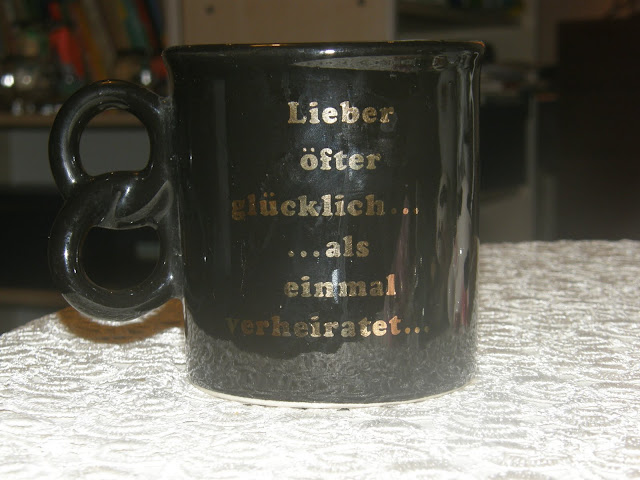 Lieber
öfter
glücklich...
...als
einmal
verheiratet...